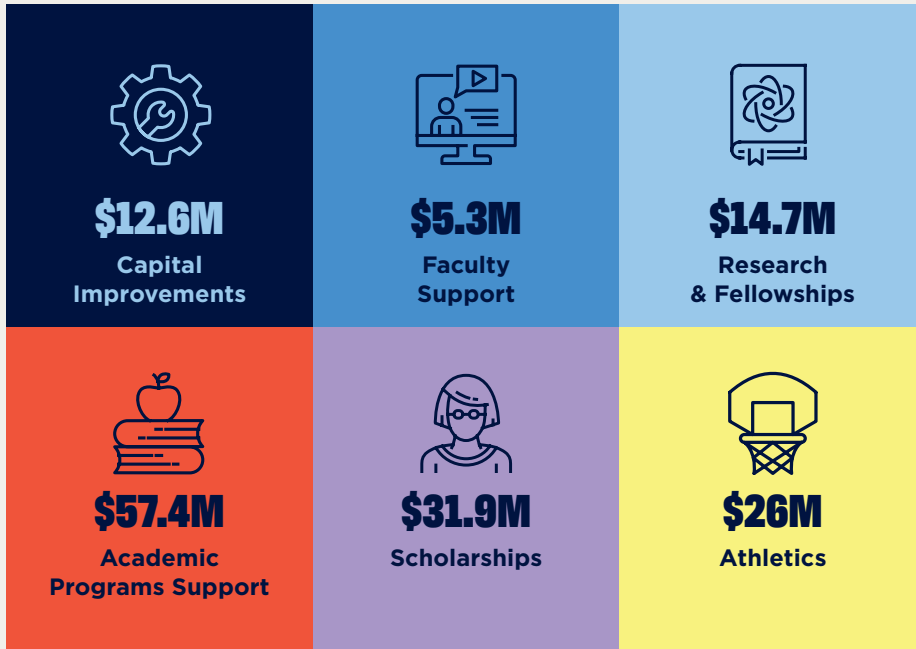 $12.6M
Capital
Improvements
$5.3M
Faculty
Support
$14.7M
Research
& Fellowships
$57.4M
Academic
Programs Support
$31.9M
Scholarships
$26M
Athletics